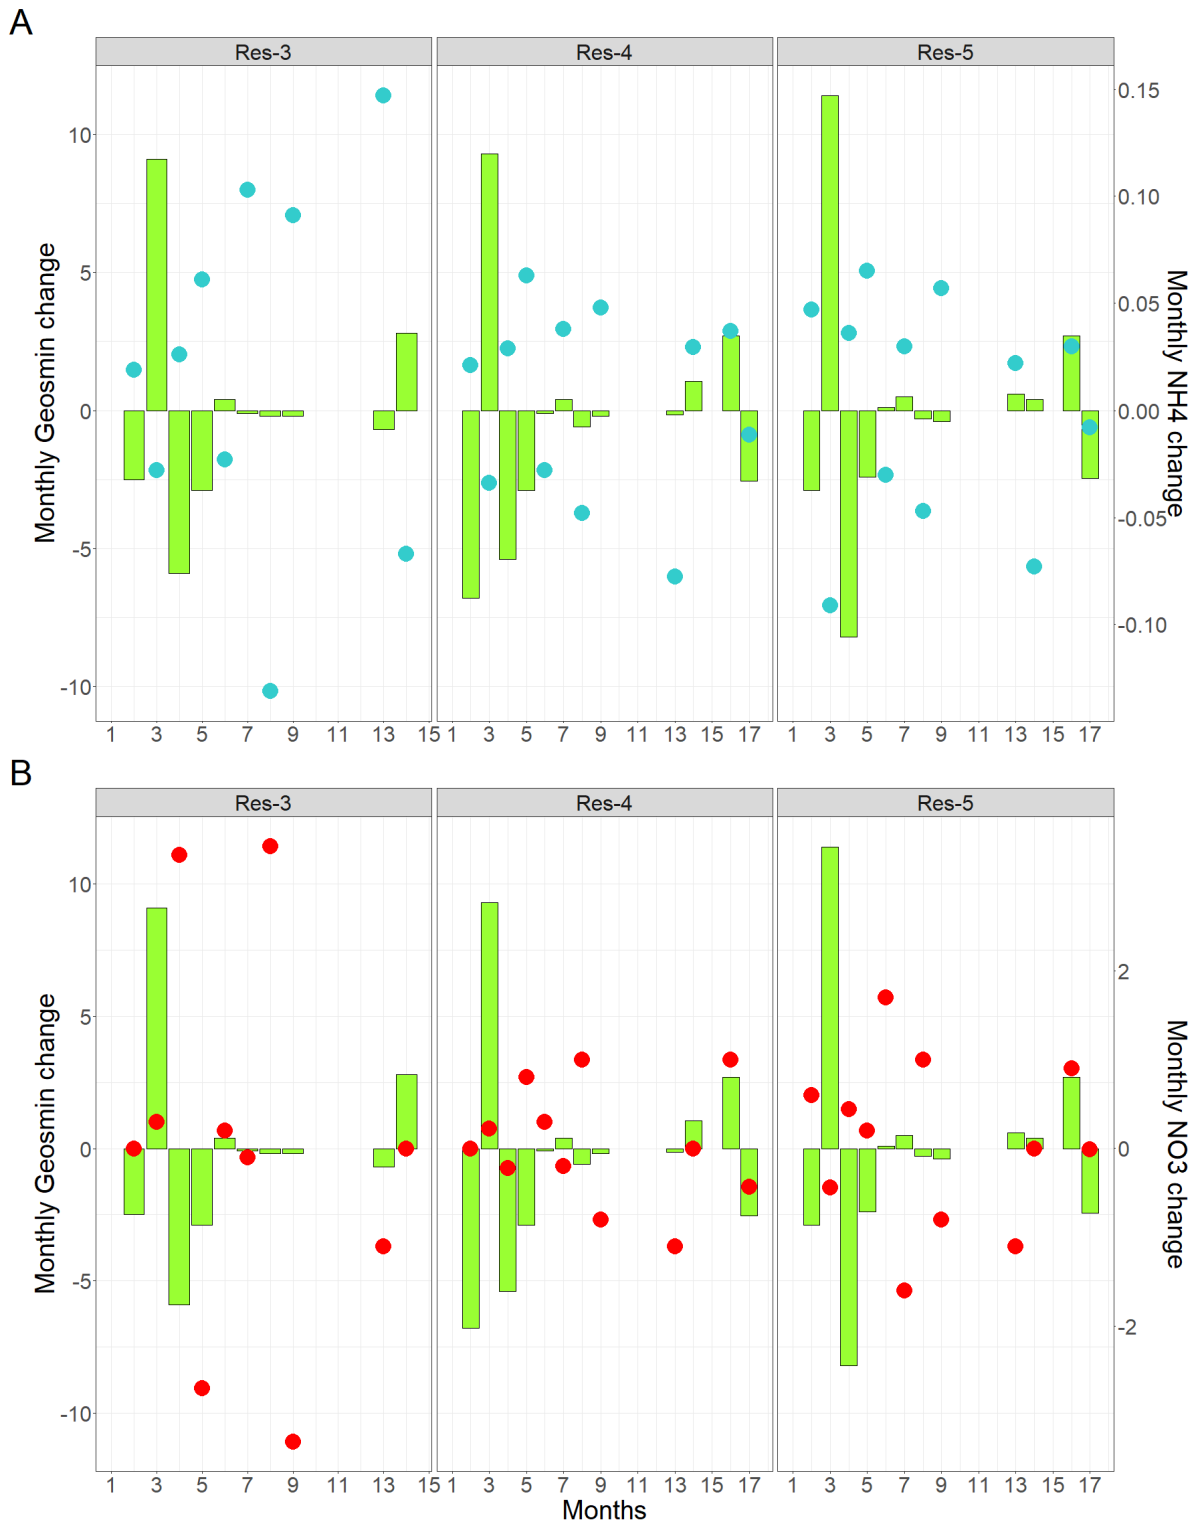 A
Res-3 Res-4 Res-5
Monthly Geosmin change
10
5
0
-5
-10
0.15
0.10
0.05
0.00
-0.05
-0.10
Monthly NH4 change
1 3 5 7 9 11 13 15 1 3 5 7 9 11 13 15 17 1 3 5 7 9 11 13 15 17
B
Res-3 Res-4 Res-5
Monthly Geosmin change
10
5
0
-5
-10
2
0
-2
Monthly NO3 change
1 3 5 7 9 11 13 15 1 3 5 7 9 11 13 15 17 1 3 5 7 9 11 13 15 17
Months